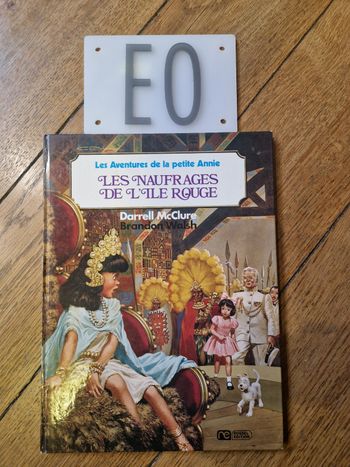 EO
Les Aventures de la petite Annie
LES NAUFRAGES
DE L'ILE ROUGE
Darrell McClure
Brandon Walsh